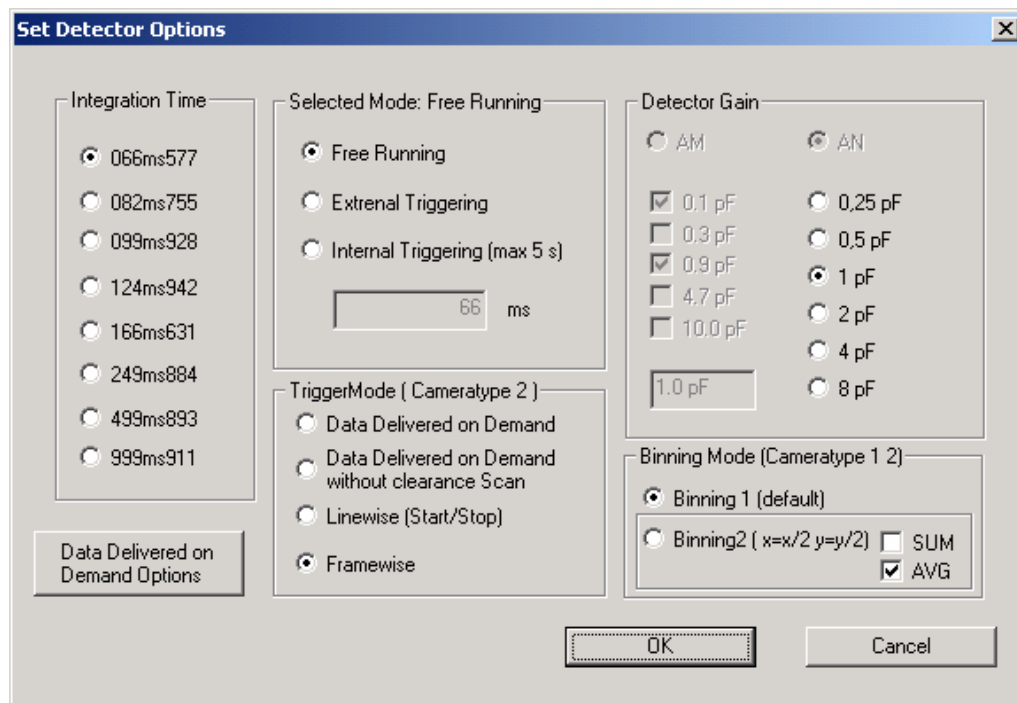 Set Detector Options
Integration Time
066ms577
082ms755
099ms928
124ms942
166ms631
249ms884
499ms893
999ms911
Data Delivered on
Demand Options
Selected Mode: Free Running
Free Running
Extrenal Triggering
Internal Triggering (max 5 s)
66 ms
TriggerMode ( Cameratype 2 )
Data Delivered on Demand
Data Delivered on Demand
without clearance Scan
Linewise (Start/Stop)
Framewise
Detector Gain
AM
AN
0.1 pF
0.3 pF
0.9 pF
4.7 pF
10.0 pF
1.0 pF
0,25 pF
0,5 pF
1 pF
2 pF
4 pF
8 pF
Binning Mode (Cameratype 1 2)
Binning 1 (default)
Binning2 ( x=x/2 y=y/2)
SUM
AVG
OK
Cancel